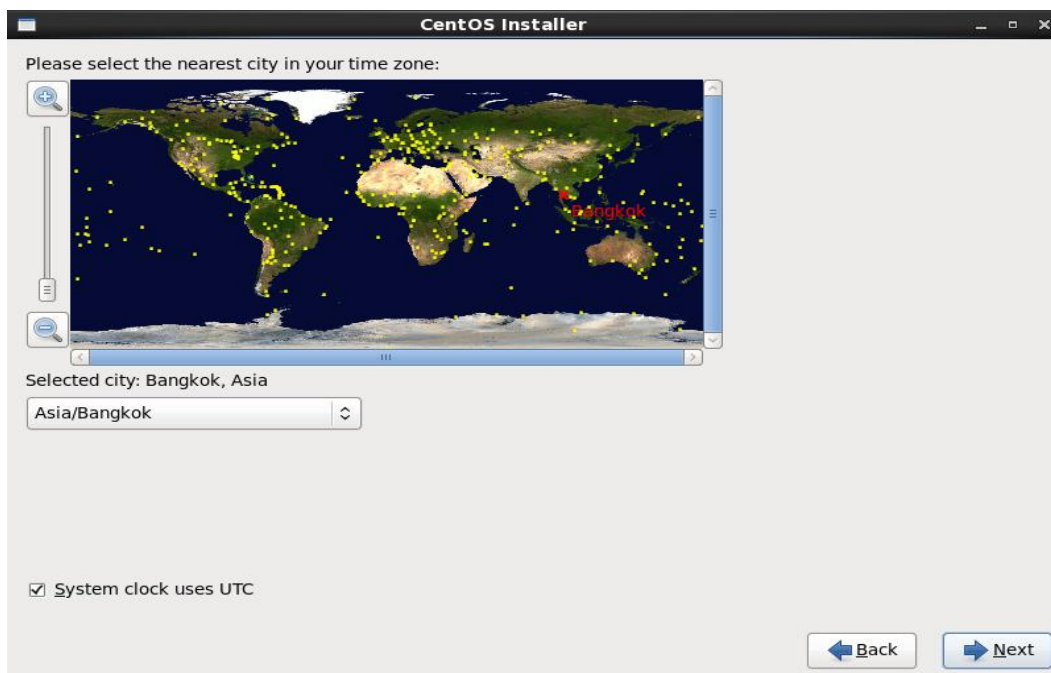 CentOS Installer
Please select the nearest city in your time zone:
Bangkok
Selected city: Bangkok, Asia
Asia/Bangkok
System clock uses UTC
Back
Next